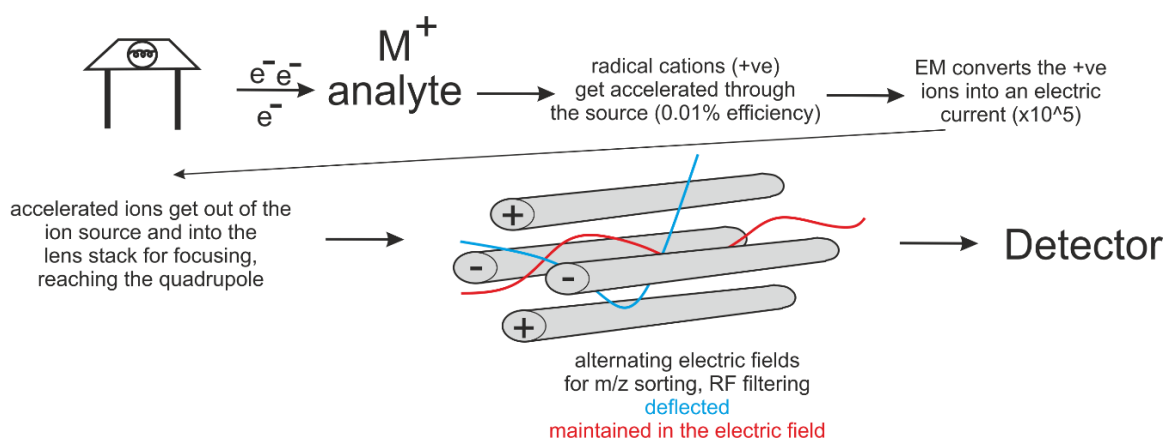 e⁻ e⁻
e⁻
M⁺
analyte
radical cations (+ve)
get accelerated through
the source (0.01% efficiency)
EM converts the +ve
ions into an electric
current (x10^5)
accelerated ions get out of the
ion source and into the
lens stack for focusing,
reaching the quadrupole
+
-
-
+
Detector
alternating electric fields
for m/z sorting, RF filtering
deflected
maintained in the electric field